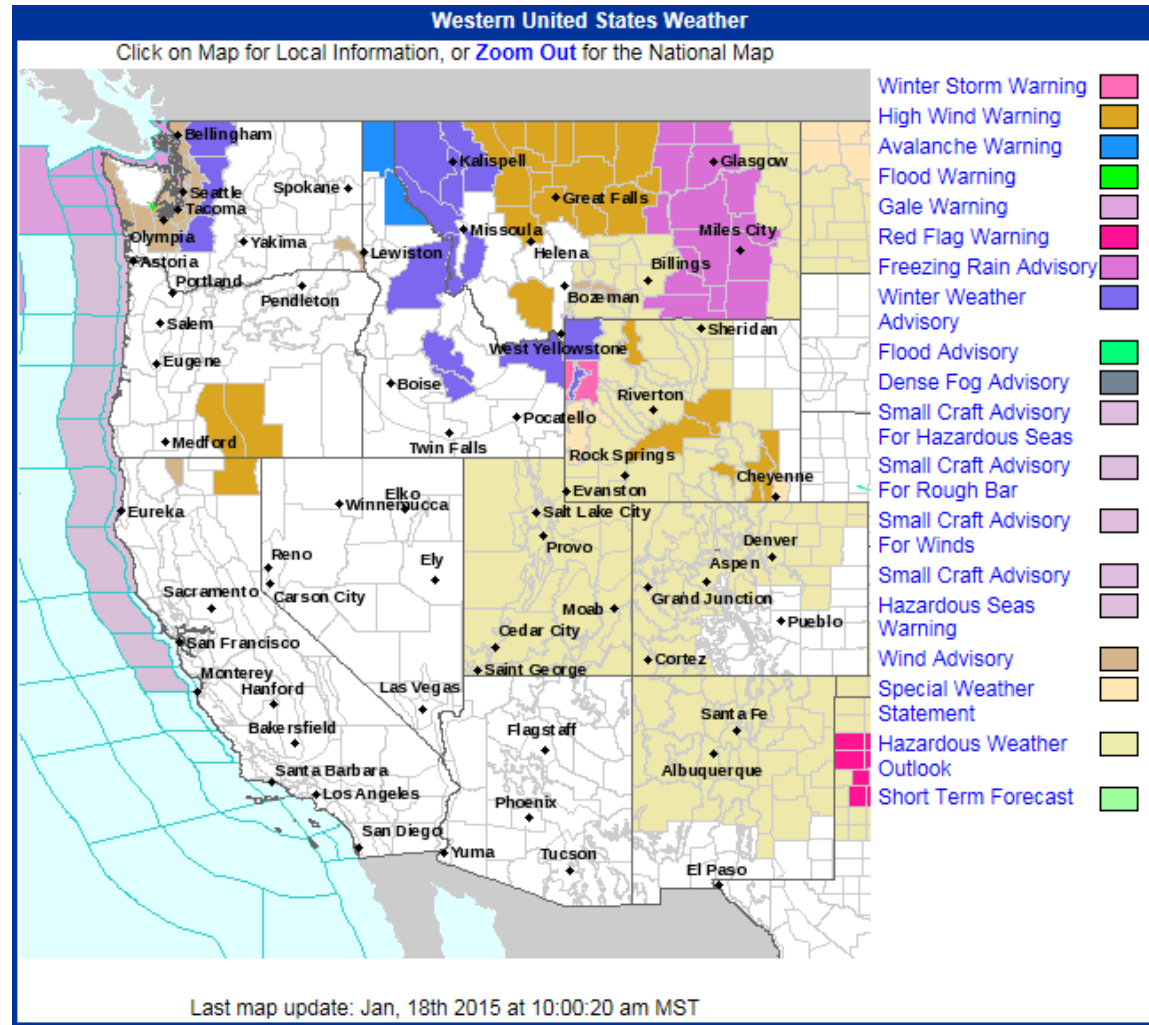 Western United States Weather
Click on Map for Local Information, or Zoom Out for the National Map
Bellingham
Seattle
Tacoma
Olympia
Astoria
Spokane
Yakima
Portland
Pendleton
Salem
Eugene
Medford
Kalispell
Missoula
Lewiston
Great Falls
Helena
Glasgow
Miles City
Billings
Bozeman
West Yellowstone
Sheridan
Boise
Pocatello
Twin Falls
Riverton
Rock Springs
Cheyenne
Evanston
Eureka
Elko
Winnemucca
Salt Lake City
Provo
Reno
Carson City
Ely
Sacramento
San Francisco
Moab
Cedar City
Saint George
Denver
Aspen
Grand Junction
Pueblo
Cortez
Monterey
Hanford
Las Vegas
Bakersfield
Santa Barbara
Los Angeles
San Diego
Flagstaff
Phoenix
Yuma
Tucson
Santa Fe
Albuquerque
El Paso
Winter Storm Warning
High Wind Warning
Avalanche Warning
Flood Warning
Gale Warning
Red Flag Warning
Freezing Rain Advisory
Winter Weather
Advisory
Flood Advisory
Dense Fog Advisory
Small Craft Advisory
For Hazardous Seas
Small Craft Advisory
For Rough Bar
Small Craft Advisory
For Winds
Small Craft Advisory
Hazardous Seas
Warning
Wind Advisory
Special Weather
Statement
Hazardous Weather
Outlook
Short Term Forecast
Last map update: Jan, 18th 2015 at 10:00:20 am MST